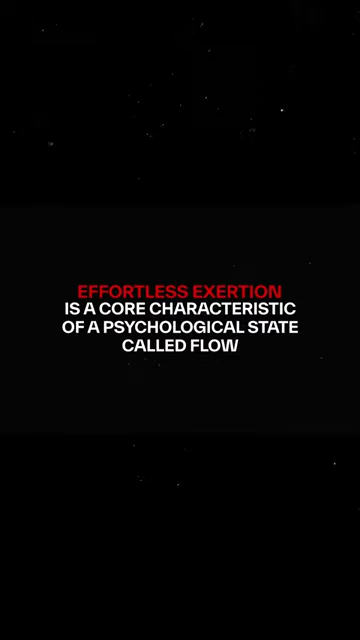 EFFORTLESS EXERTION
IS A CORE CHARACTERISTIC
OF A PSYCHOLOGICAL STATE
CALLED FLOW